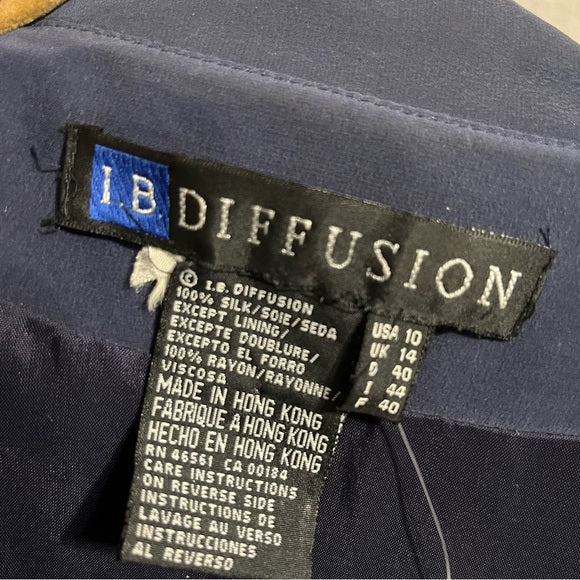 I.B. DIFFUSION
© I.B. DIFFUSION
100% SILK/SOIE/SEDA
EXCEPT LINING/
EXCEPTE DOUBLURE/
EXCEPTO EL FORRO
100% RAYON/RAYONNE/
VISCOSA
MADE IN HONG KONG
FABRIQUE A HONG KONG
HECHO EN HONG KONG
RN 46561 CA 00184
CARE INSTRUCTIONS
ON REVERSE SIDE
INSTRUCTIONS DE
LAVAGE AU VERSO
INSTRUCCIONES
AL REVERSO
USA 10
UK 14
D 40
I 44
F 40